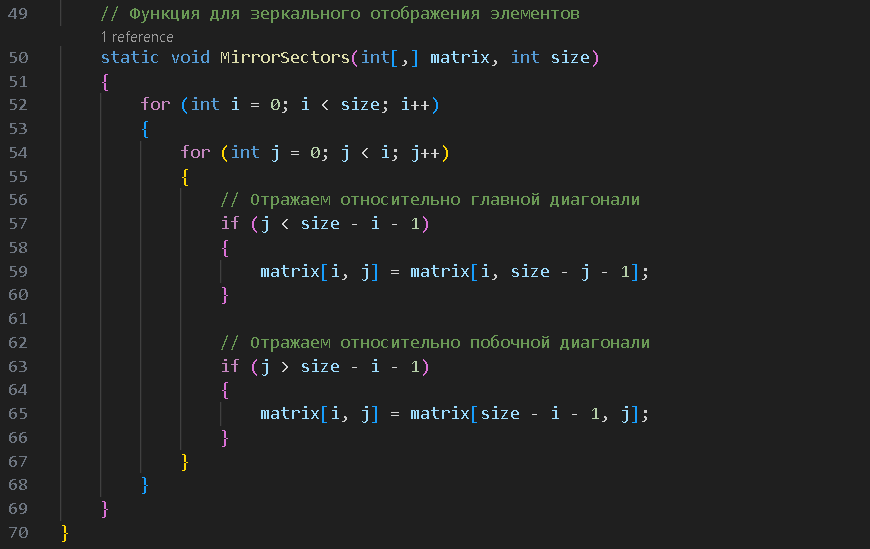 49 // Функция для зеркального отображения элементов
1 reference
50 static void MirrorSectors(int[,] matrix, int size)
51 {
52 for (int i = 0; i < size; i++)
53 {
54 for (int j = 0; j < i; j++)
55 {
56 // Отражаем относительно главной диагонали
57 if (j < size - i - 1)
58 {
59 matrix[i, j] = matrix[i, size - j - 1];
60 }
61
62 // Отражаем относительно побочной диагонали
63 if (j > size - i - 1)
64 {
65 matrix[i, j] = matrix[size - i - 1, j];
66 }
67 }
68 }
69 }
70 }